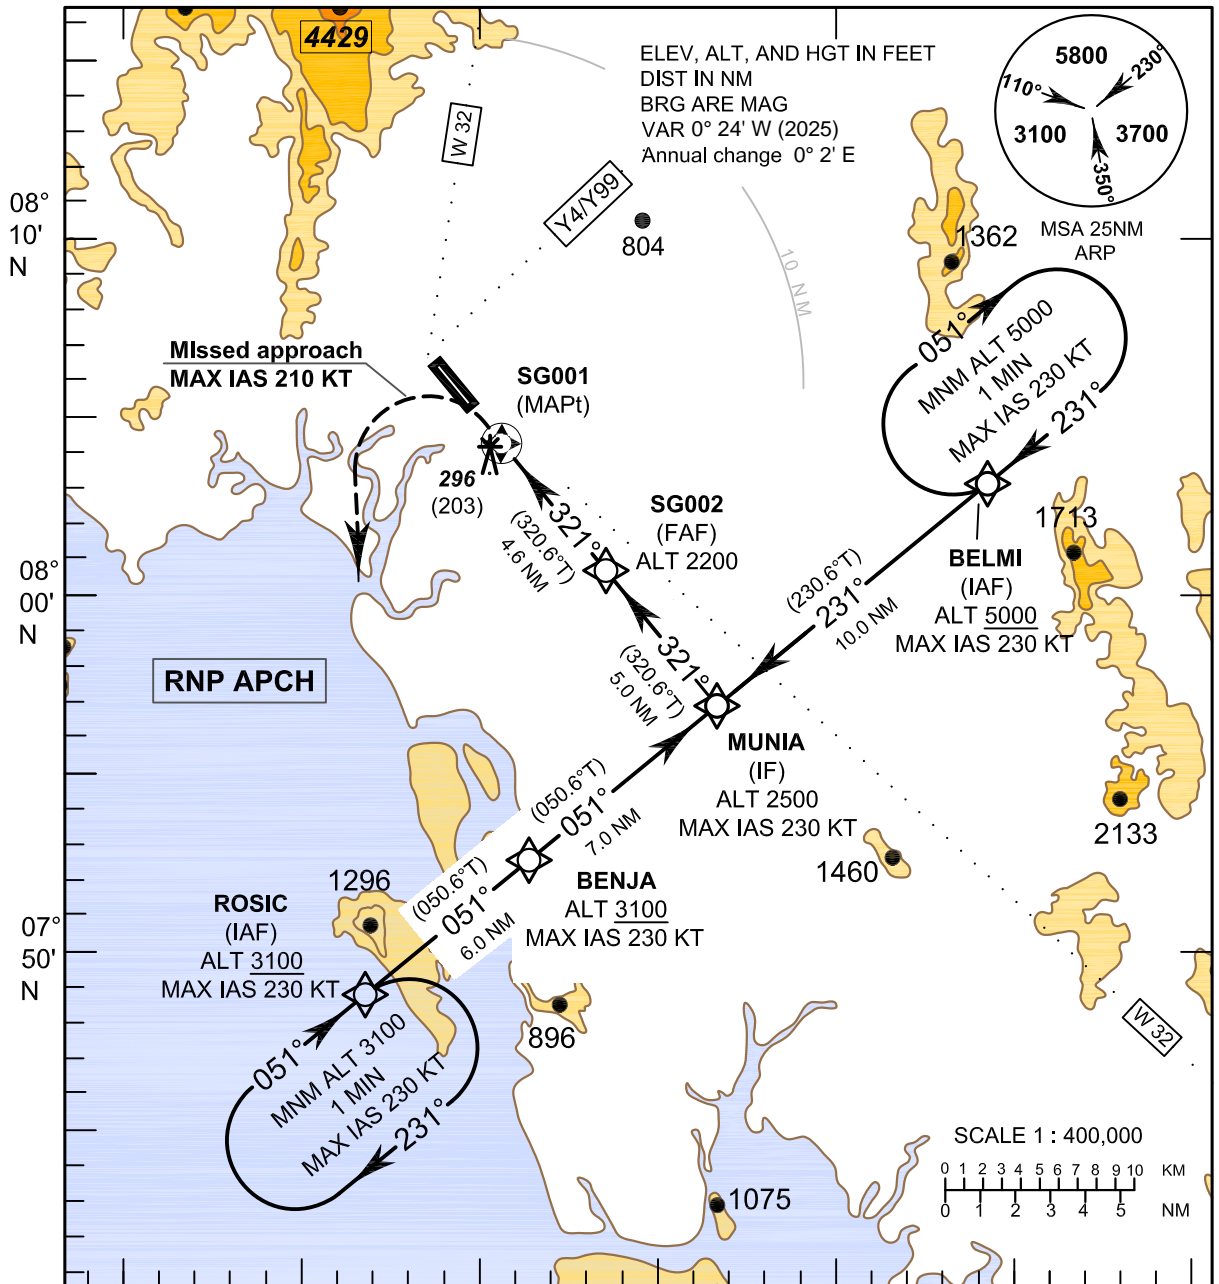 4429
ELEV, ALT, AND HGT IN FEET
DIST IN NM
BRG ARE MAG
VAR 0° 24' W (2025)
Annual change 0° 2' E
5800
110°
230°
3100
3700
350°
MSA 25NM
ARP
W 32
Y4/Y99
804
10 NM
1362
08°
10'
N
MIssed approach
MAX IAS 210 KT
SG001
(MAPt)
296
(203)
051°
MNM ALT 5000
1 MIN
MAX IAS 230 KT
231°
SG002
(FAF)
ALT 2200
321°
(320.6°T)
4.6 NM
1713
BELMI
(IAF)
ALT 5000
MAX IAS 230 KT
(230.6°T)
231°
10.0 NM
08°
00'
N
RNP APCH
321°
(320.6°T)
5.0 NM
MUNIA
(IF)
ALT 2500
MAX IAS 230 KT
(050.6°T)
051°
7.0 NM
2133
1460
BENJA
ALT 3100
MAX IAS 230 KT
(050.6°T)
051°
6.0 NM
1296
ROSIC
(IAF)
ALT 3100
MAX IAS 230 KT
07°
50'
N
896
051°
MNM ALT 3100
1 MIN
MAX IAS 230 KT
231°
W 32
1075
SCALE 1 : 400,000
0 1 2 3 4 5 6 7 8 9 10 KM
0 1 2 3 4 5 NM